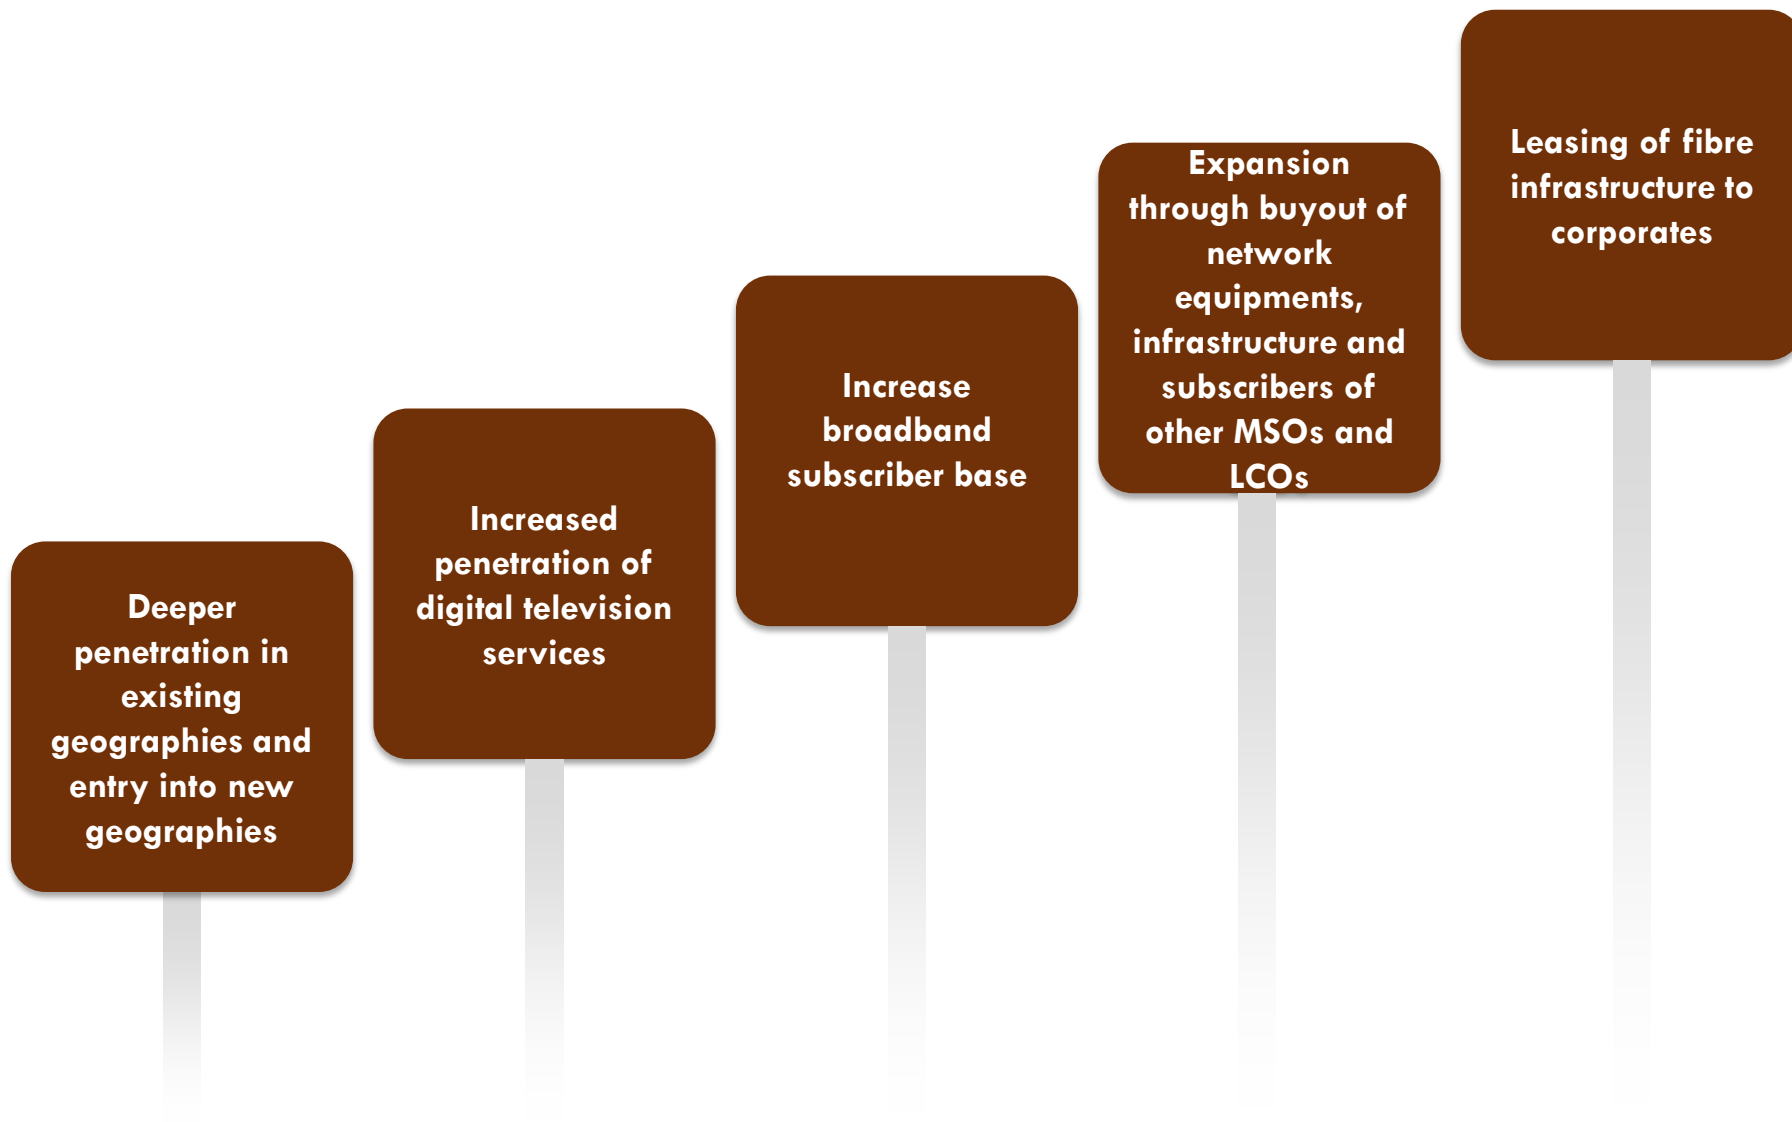 Deeper
penetration in
existing
geographies and
entry into new
geographies
Increased
penetration of
digital television
services
Increase
broadband
subscriber base
Expansion
through buyout of
network
equipments,
infrastructure and
subscribers of
other MSOs and
LCOs
Leasing of fibre
infrastructure to
corporates